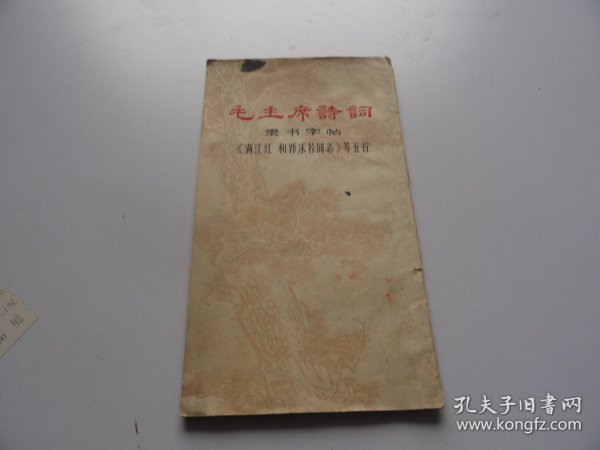 毛主席詩詞
隶书字帖
《满江红 和郭沫若同志》等五首
孔夫子旧书网
www.kongfz.com